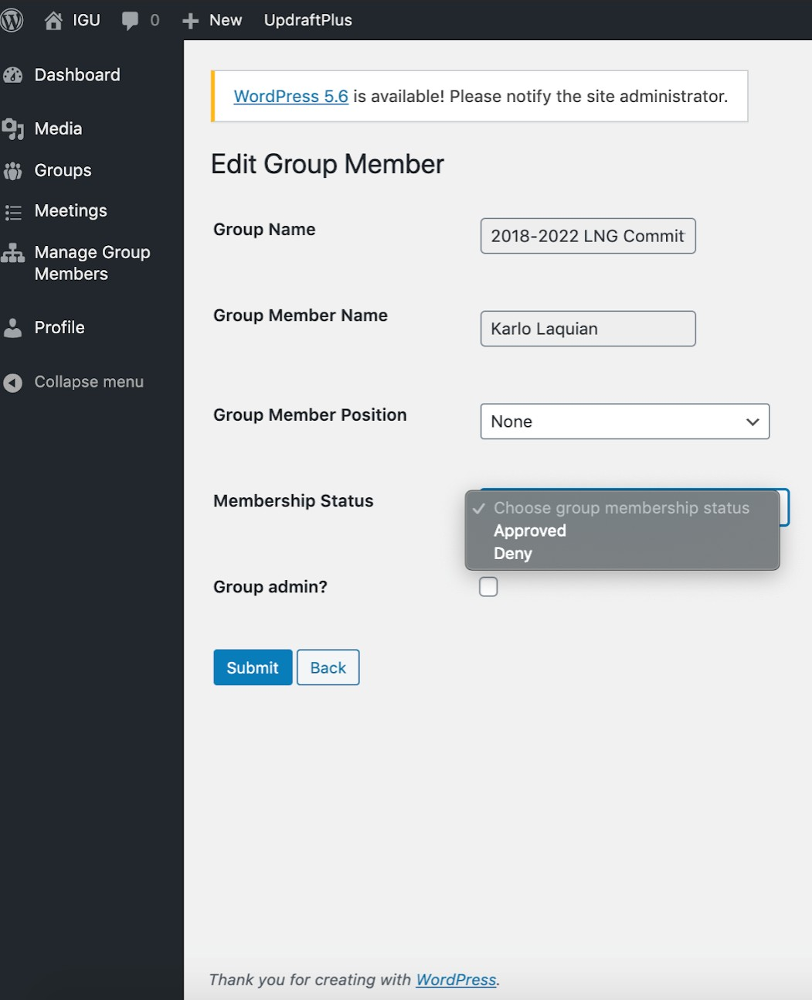 IGU 0 New UpdraftPlus
Dashboard
Media
Groups
Meetings
Manage Group
Members
Profile
Collapse menu
WordPress 5.6 is available! Please notify the site administrator.
Edit Group Member
Group Name
2018-2022 LNG Commit
Group Member Name
Karlo Laquian
Group Member Position
None
Membership Status
Choose group membership status
Approved
Deny
Group admin?
Submit Back
Thank you for creating with WordPress.